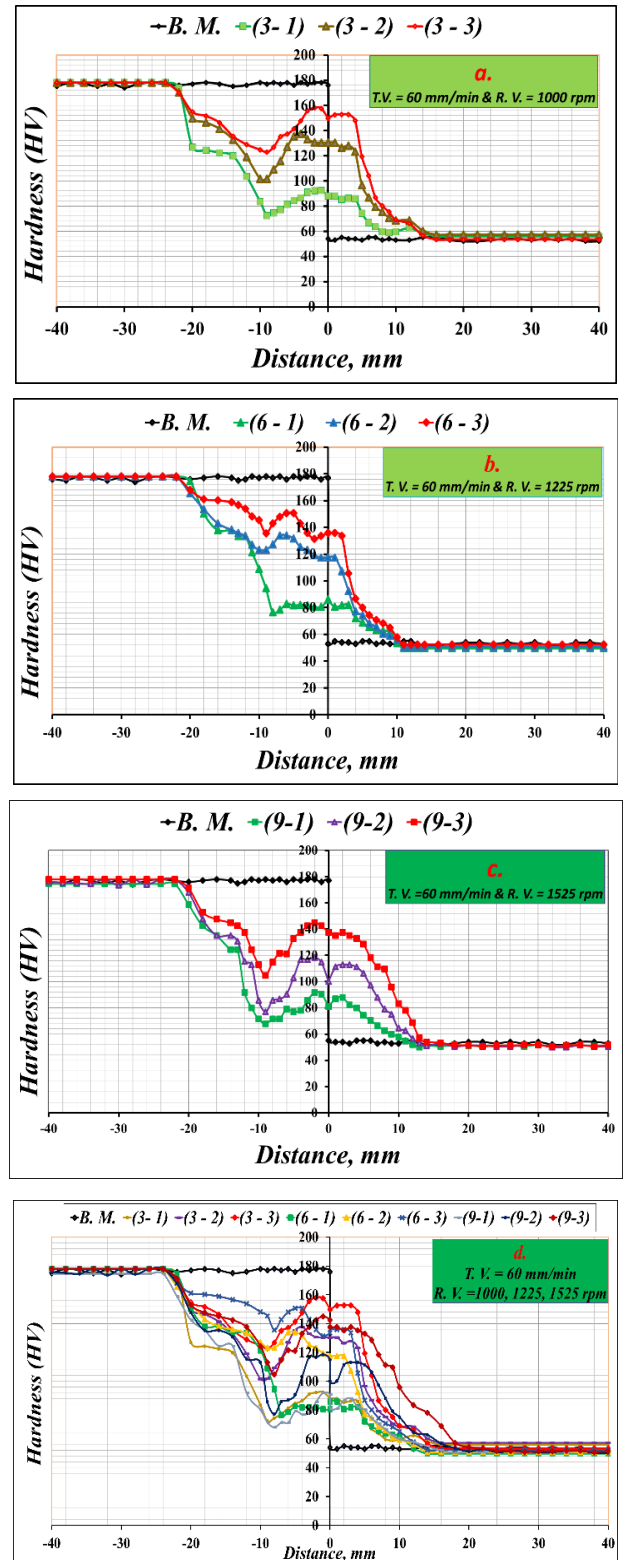 B. M. (3- 1) (3 - 2) (3 - 3)
a.
T.V. = 60 mm/min & R. V. = 1000 rpm
Hardness (HV)
200
180
160
140
120
100
80
60
40
20
0
-40 -30 -20 -10 0 10 20 30 40
Distance, mm
B. M. (6 - 1) (6 - 2) (6 - 3)
b.
T. V. = 60 mm/min & R. V. = 1225 rpm
Hardness (HV)
200
180
160
140
120
100
80
60
40
20
0
-40 -30 -20 -10 0 10 20 30 40
Distance, mm
B. M. (9-1) (9-2) (9-3)
c.
T. V. =60 mm/min & R. V. = 1525 rpm
Hardness (HV)
200
180
160
140
120
100
80
60
40
20
0
-40 -30 -20 -10 0 10 20 30 40
Distance, mm
B. M. (3- 1) (3 - 2) (3 - 3) (6 - 1) (6 - 2) (6 - 3) (9-1) (9-2) (9-3)
d.
T. V. = 60 mm/min
R. V. =1000, 1225, 1525 rpm
Hardness (HV)
200
180
160
140
120
100
80
60
40
20
0
-40 -30 -20 -10 0 10 20 30 40
Distance, mm